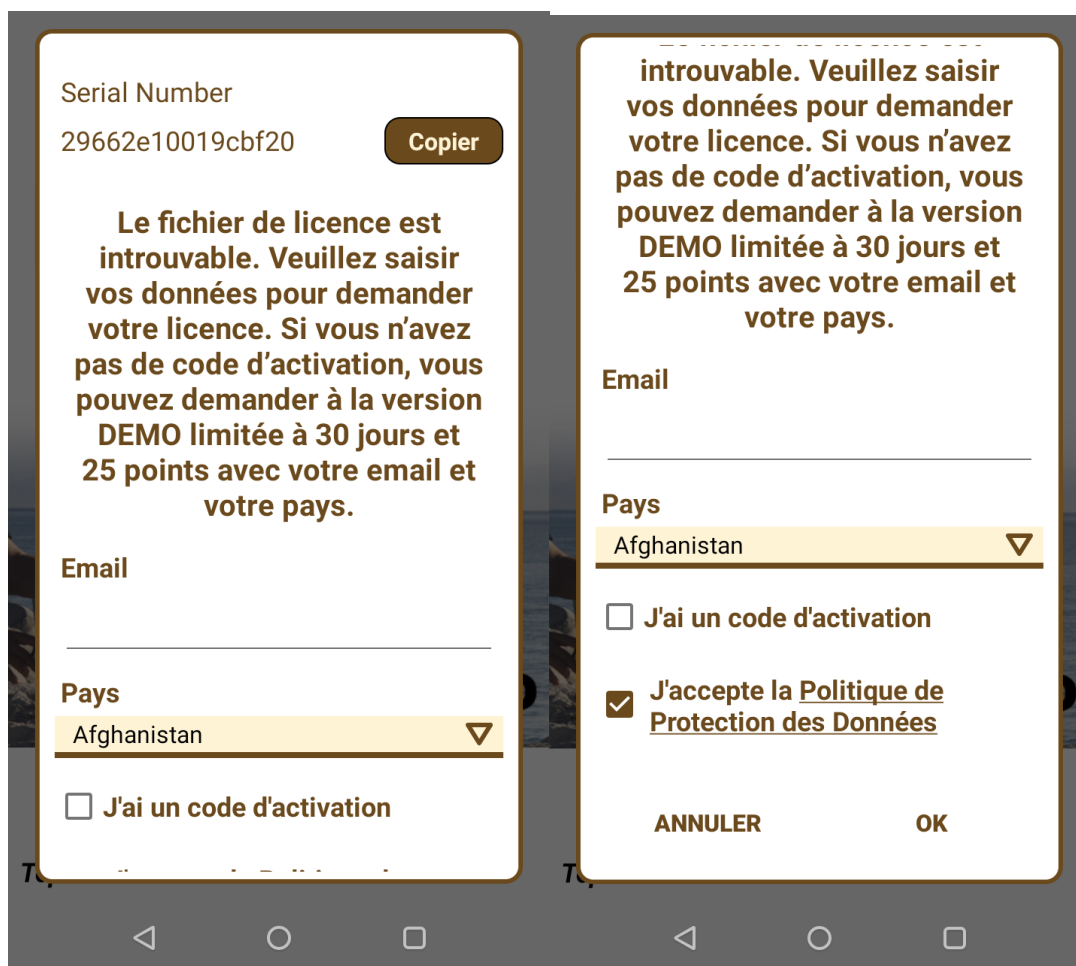 Serial Number
29662e10019cbf20
Copier
Le fichier de licence est
introuvable. Veuillez saisir
vos données pour demander
votre licence. Si vous n’avez
pas de code d’activation, vous
pouvez demander à la version
DEMO limitée à 30 jours et
25 points avec votre email et
votre pays.
Email
Pays
Afghanistan
J'ai un code d'activation
introuvable. Veuillez saisir
vos données pour demander
votre licence. Si vous n’avez
pas de code d’activation, vous
pouvez demander à la version
DEMO limitée à 30 jours et
25 points avec votre email et
votre pays.
Email
Pays
Afghanistan
J'ai un code d'activation
J'accepte la Politique de
Protection des Données
ANNULER
OK